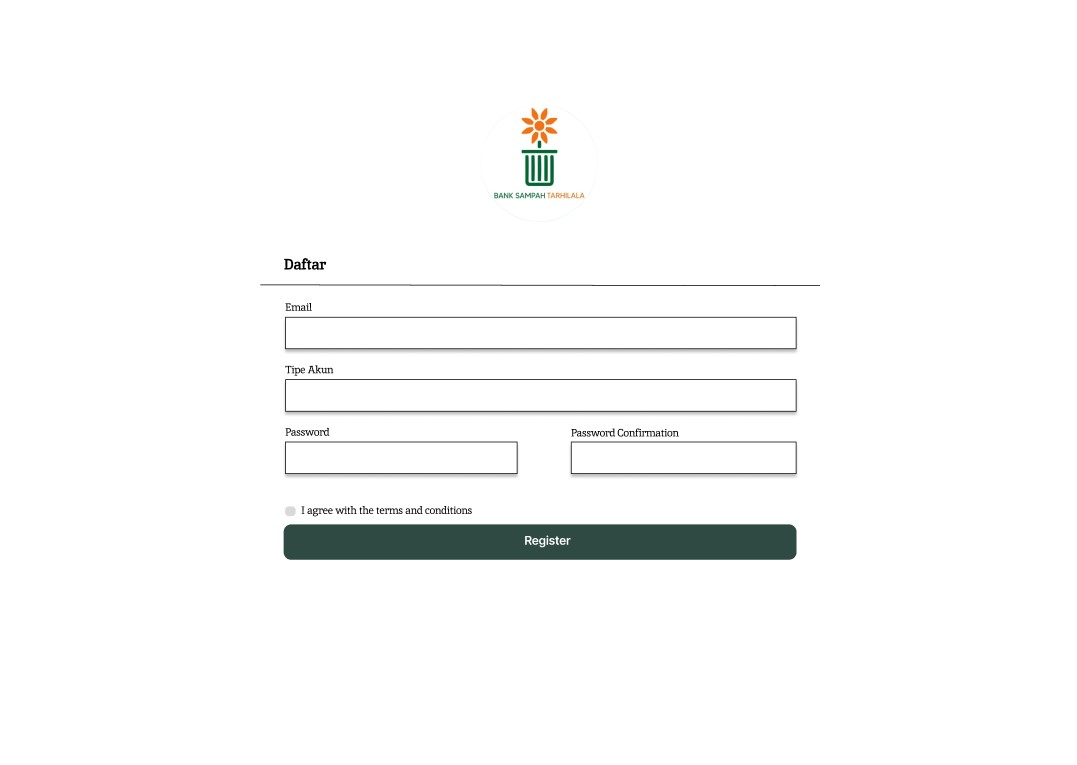 BANK SAMPAH TARHILALA
Daftar
Email
Tipe Akun
Password
Password Confirmation
I agree with the terms and conditions
Register